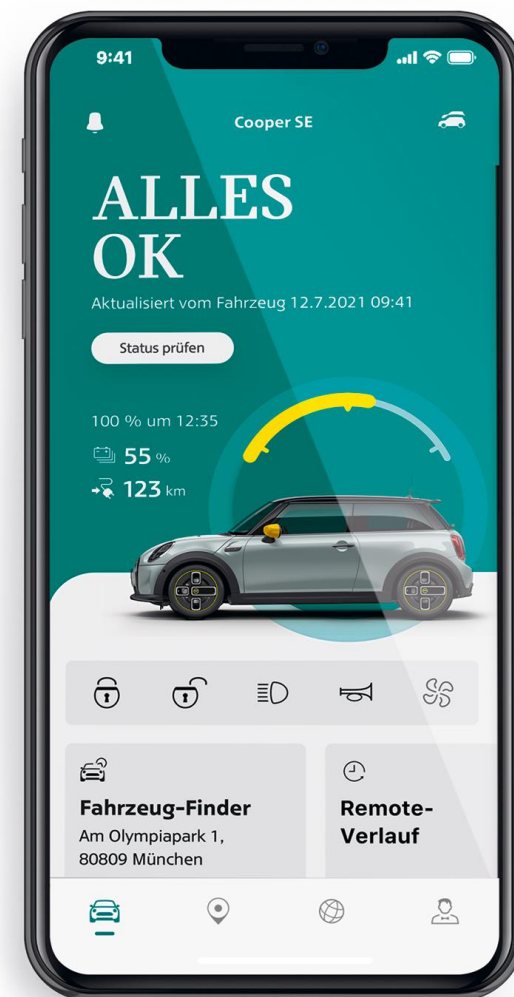 9:41
Cooper SE
ALLES
OK
Aktualisiert vom Fahrzeug 12.7.2021 09:41
Status prüfen
100 % um 12:35
55 %
123 km
Fahrzeug-Finder
Am Olympiapark 1,
80809 München
Remote-
Verlauf